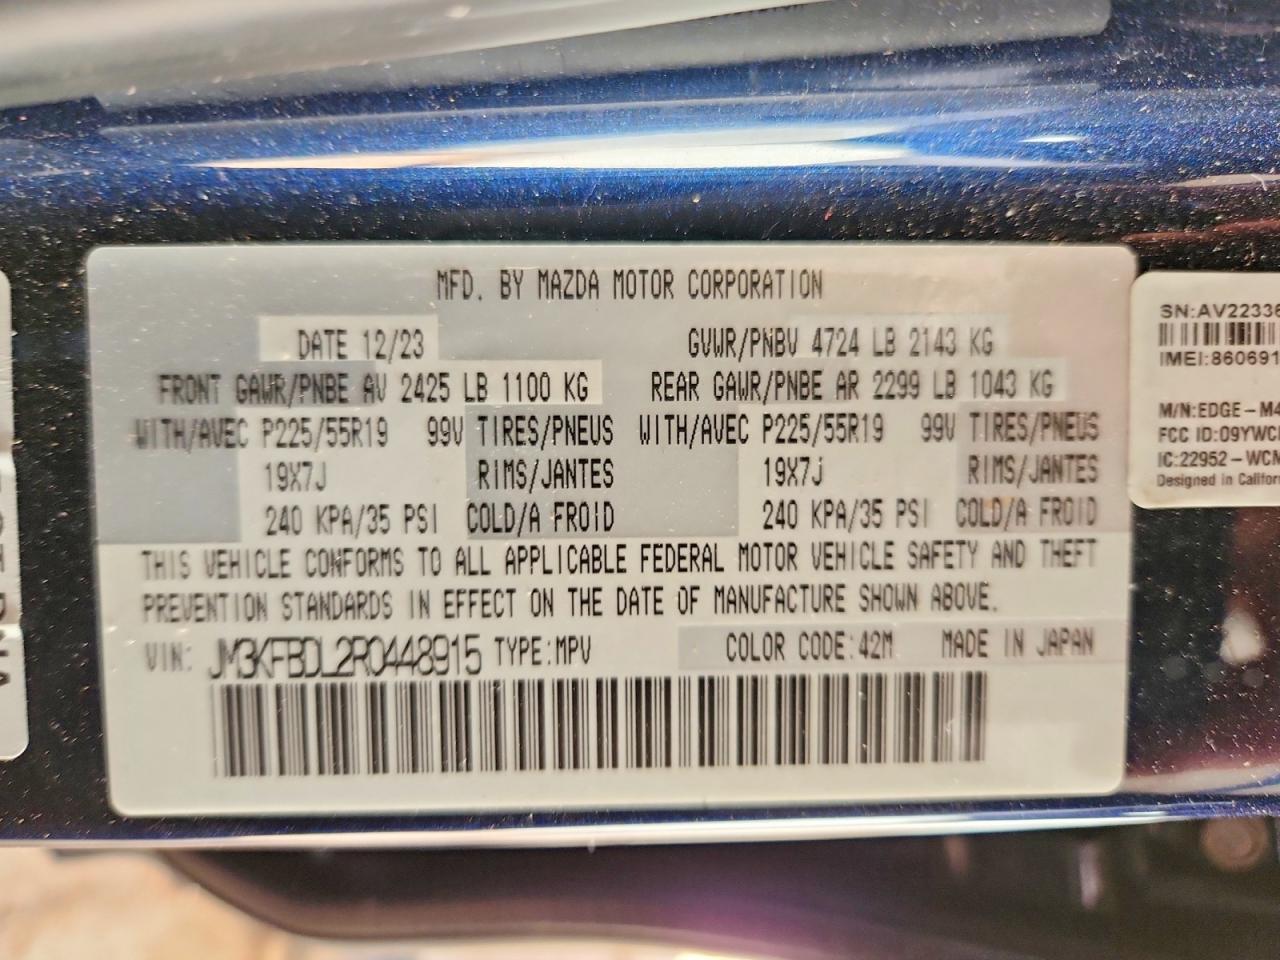 MFD. BY MAZDA MOTOR CORPORATION
DATE 12/23 GVWR/PNBV 4724 LB 2143 KG
FRONT GAWR/PNBE AV 2425 LB 1100 KG REAR GAWR/PNBE AR 2299 LB 1043 KG
WITH/AVEC P225/55R19 99V TIRES/PNEUS WITH/AVEC P225/55R19 99V TIRES/PNEUS
19X7J RIMS/JANTES 19X7J RIMS/JANTES
240 KPA/35 PSI COLD/A FROID 240 KPA/35 PSI COLD/A FROID
THIS VEHICLE CONFORMS TO ALL APPLICABLE FEDERAL MOTOR VEHICLE SAFETY AND THEFT
PREVENTION STANDARDS IN EFFECT ON THE DATE OF MANUFACTURE SHOWN ABOVE.
VIN: JM3KFBDL2R0448915 TYPE:MPV COLOR CODE:42M MADE IN JAPAN
SN:AV22336
IMEI:860691
M/N:EDGE-M4
FCC ID:09YWC
IC:22952-WCM
Designed in Californ